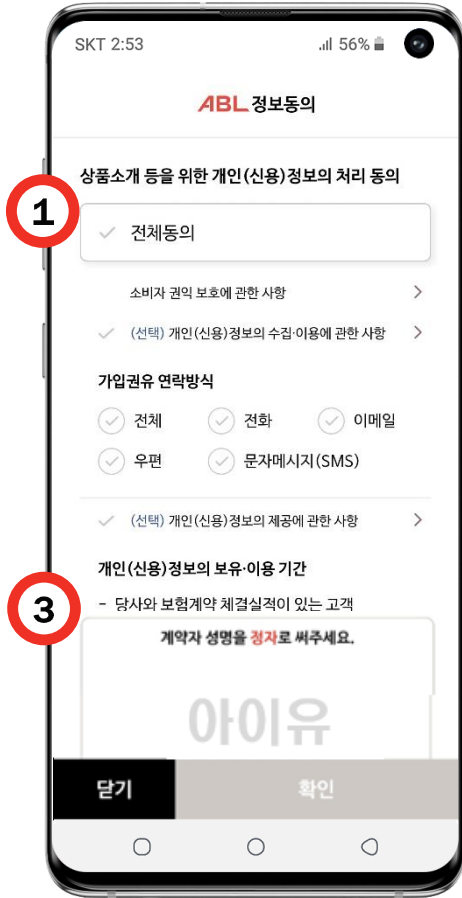 SKT 2:53 56%
ABL 정보동의
상품소개 등을 위한 개인(신용)정보의 처리 동의
1
전체동의
소비자 권익 보호에 관한 사항
(선택) 개인(신용)정보의 수집·이용에 관한 사항
가입권유 연락방식
전체 전화 이메일
우편 문자메시지(SMS)
(선택) 개인(신용)정보의 제공에 관한 사항
개인(신용)정보의 보유·이용 기간
3
- 당사와 보험계약 체결실적이 있는 고객
계약자 성명을 정자로 써주세요.
아이유
닫기 확인